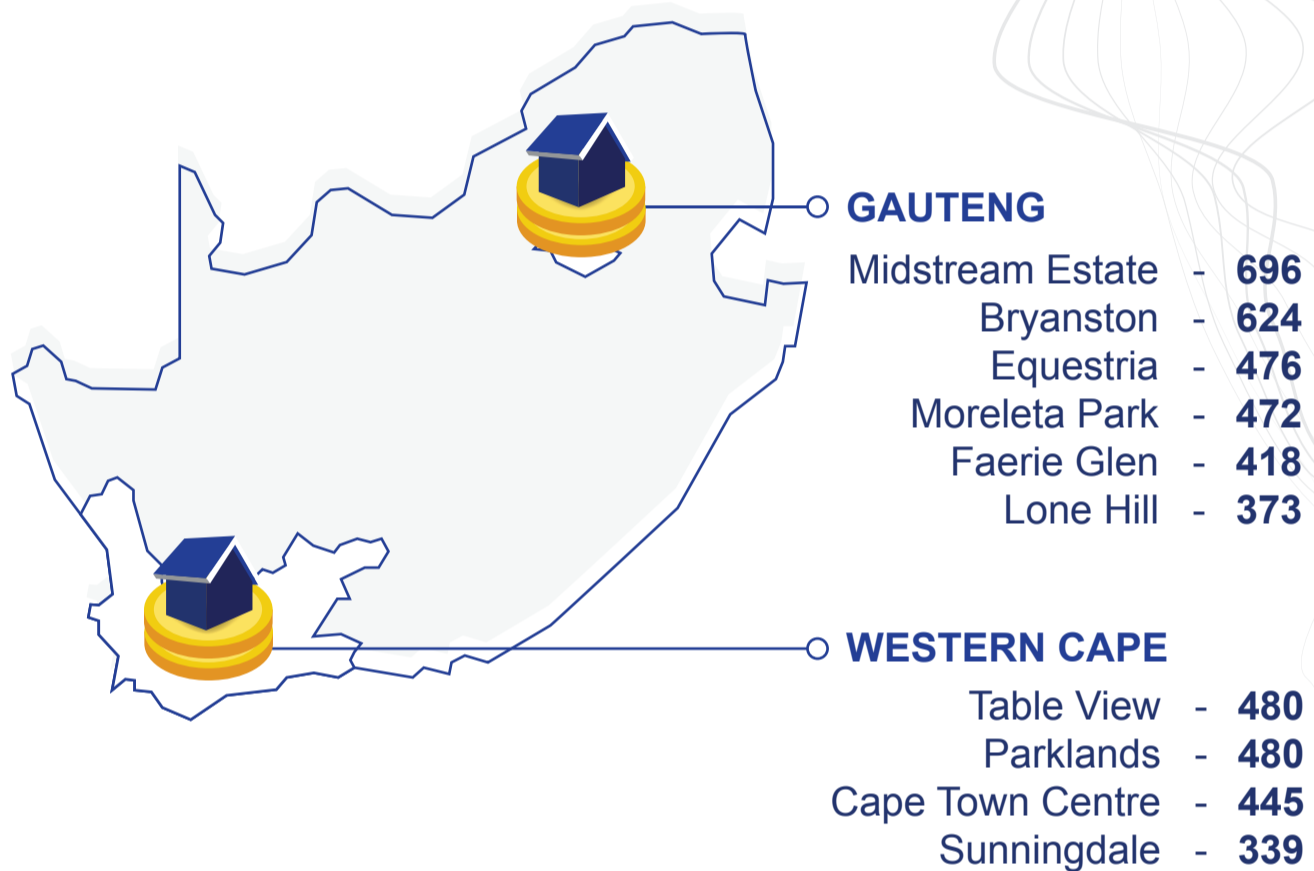 GAUTENG
Midstream Estate - 696
Bryanston - 624
Equestria - 476
Moreleta Park - 472
Faerie Glen - 418
Lone Hill - 373
WESTERN CAPE
Table View - 480
Parklands - 480
Cape Town Centre - 445
Sunningdale - 339